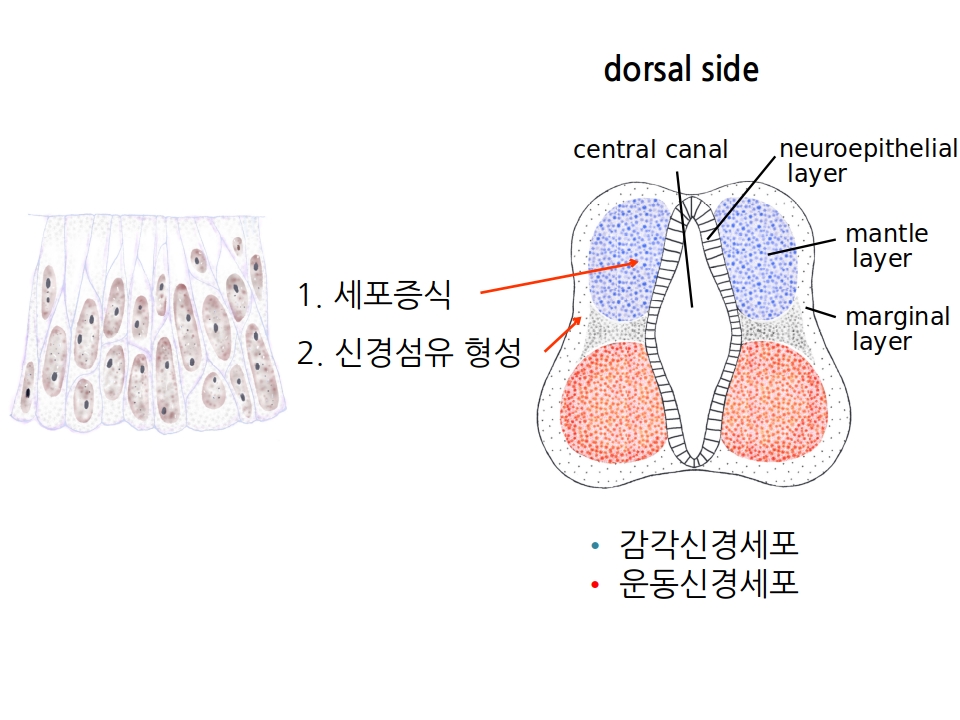 dorsal side
central canal
neuroepithelial
layer
mantle
layer
1. 세포증식
marginal
layer
2. 신경섬유 형성
• 감각신경세포
• 운동신경세포